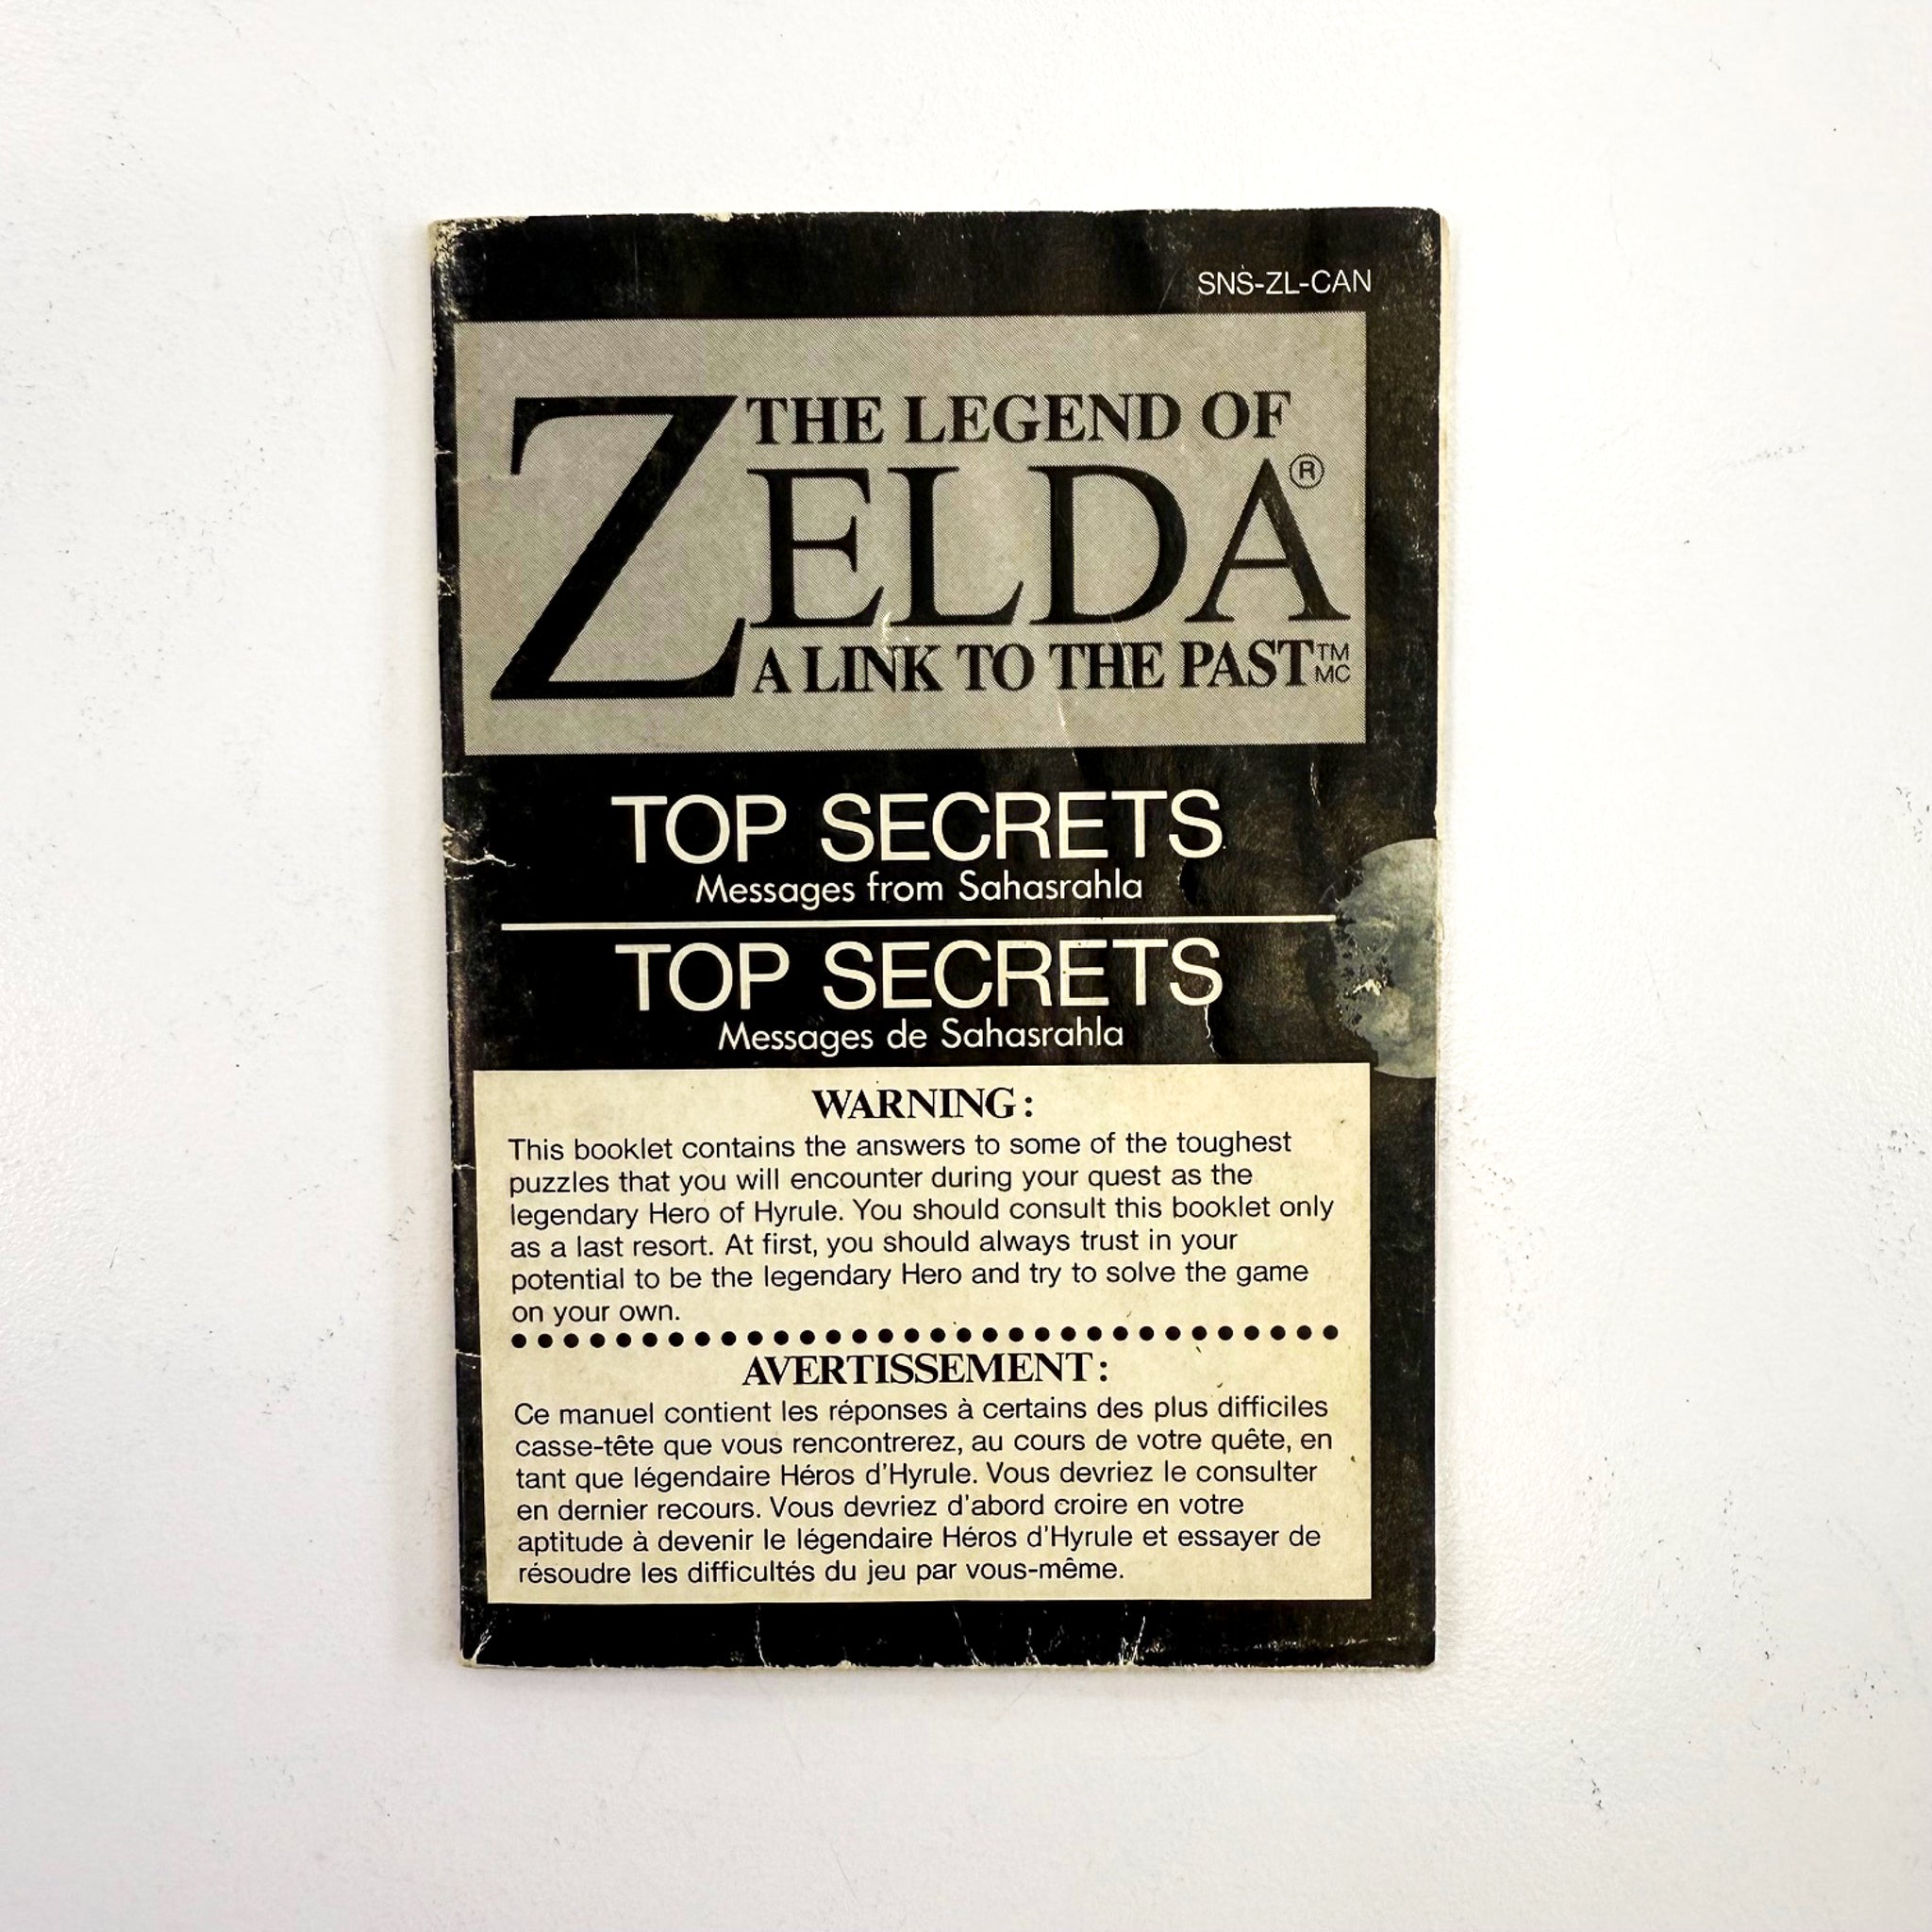 SNS-ZL-CAN
THE LEGEND OF
ZELDA®
A LINK TO THE PAST TM MC
TOP SECRETS
Messages from Sahasrahla
TOP SECRETS
Messages de Sahasrahla
WARNING:
This booklet contains the answers to some of the toughest
puzzles that you will encounter during your quest as the
legendary Hero of Hyrule. You should consult this booklet only
as a last resort. At first, you should always trust in your
potential to be the legendary Hero and try to solve the game
on your own.
AVERTISSEMENT:
Ce manuel contient les réponses à certains des plus difficiles
casse-tête que vous rencontrerez, au cours de votre quête, en
tant que légendaire Héros d'Hyrule. Vous devriez le consulter
en dernier recours. Vous devriez d'abord croire en votre
aptitude à devenir le légendaire Héros d'Hyrule et essayer de
résoudre les difficultés du jeu par vous-même.